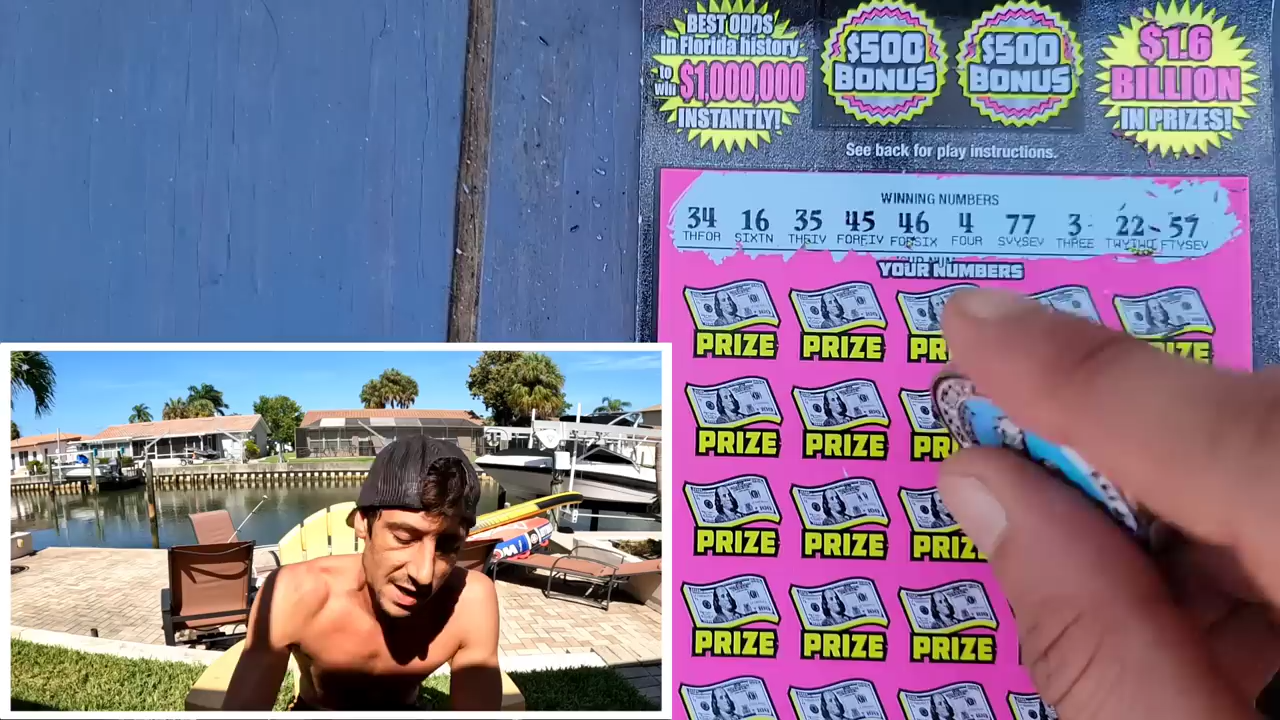 BEST ODDS
in Florida history
to win $1,000,000
INSTANTLY!
$500
BONUS
$500
BONUS
$1.6
BILLION
IN PRIZES!
See back for play instructions.
WINNING NUMBERS
34 16 35 45 46 4 77 3 22 57
THFOR SIXTN THFIV FORFIV FORSIX FOUR SVYSEV THREE TWYTWO FTYSEV
YOUR NUMBERS
PRIZE PRIZE
PRIZE PRIZE
PRIZE PRIZE PRIZE
PRIZE PRIZE PRIZE